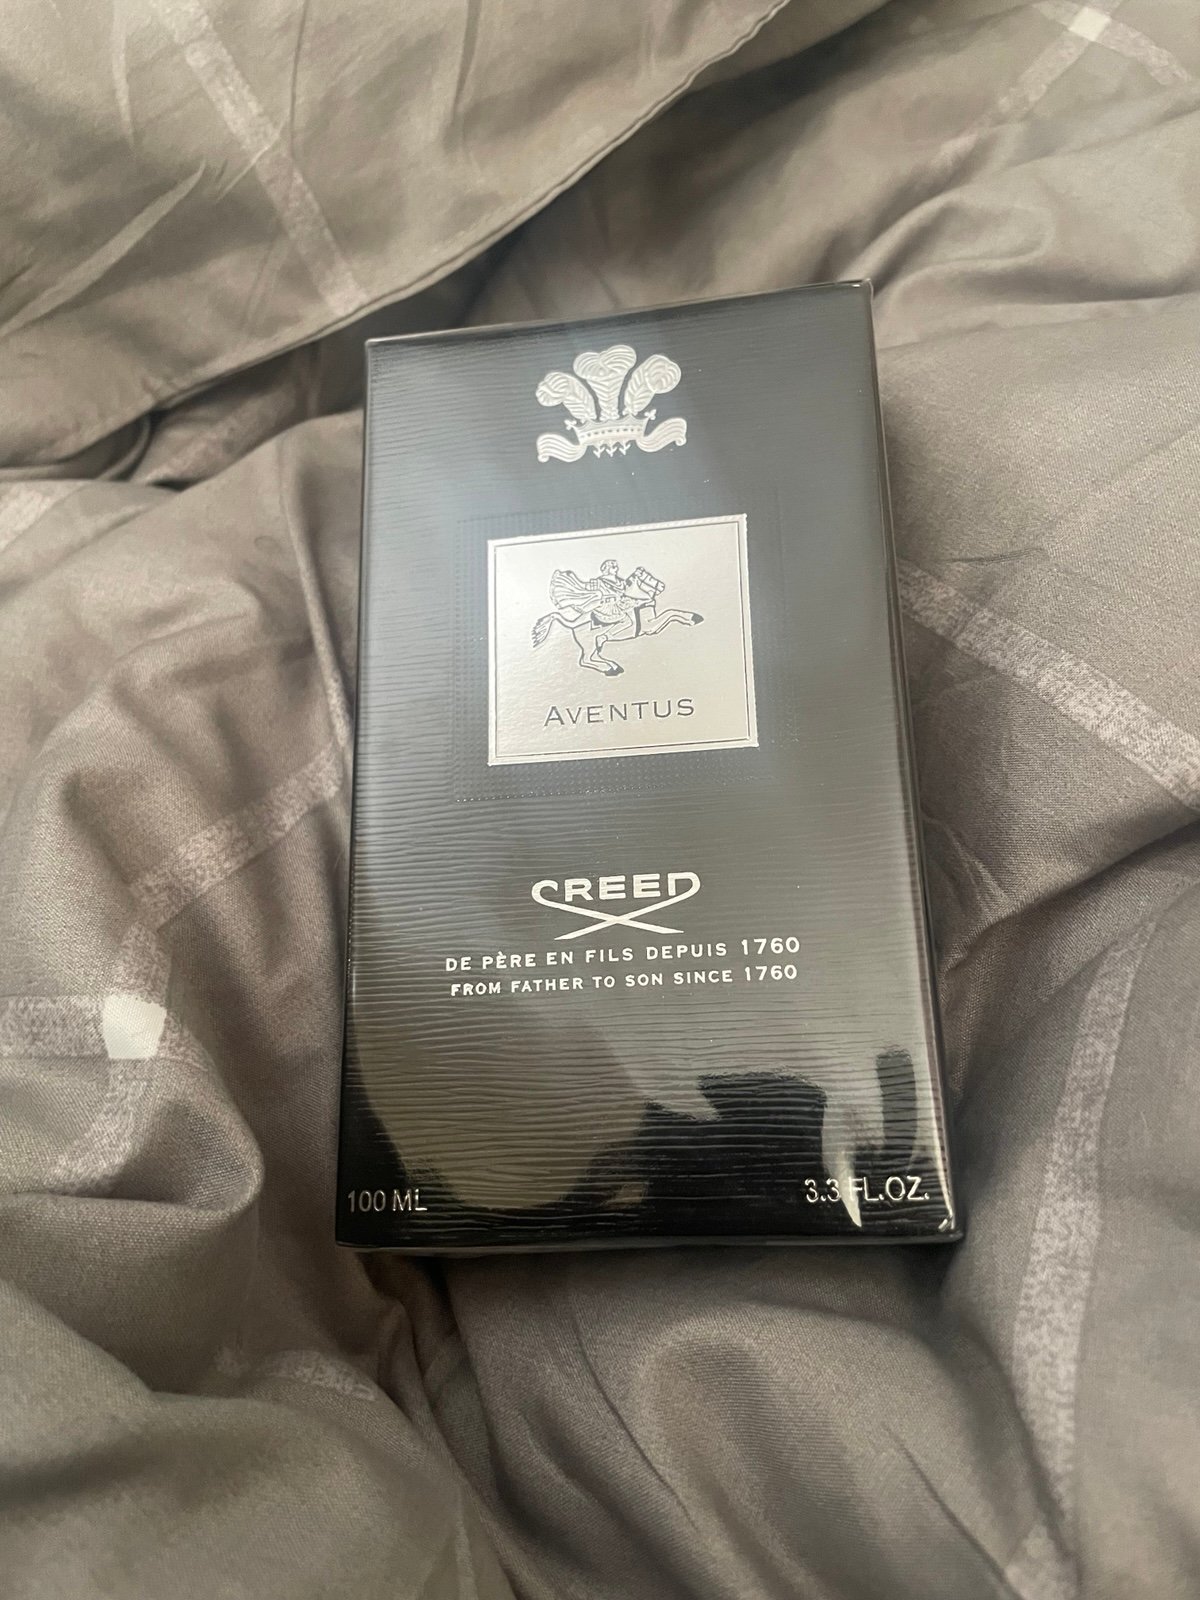 AVENTUS
CREED
DE PÈRE EN FILS DEPUIS 1760
FROM FATHER TO SON SINCE 1760
100 ML
3.3 FL.OZ.